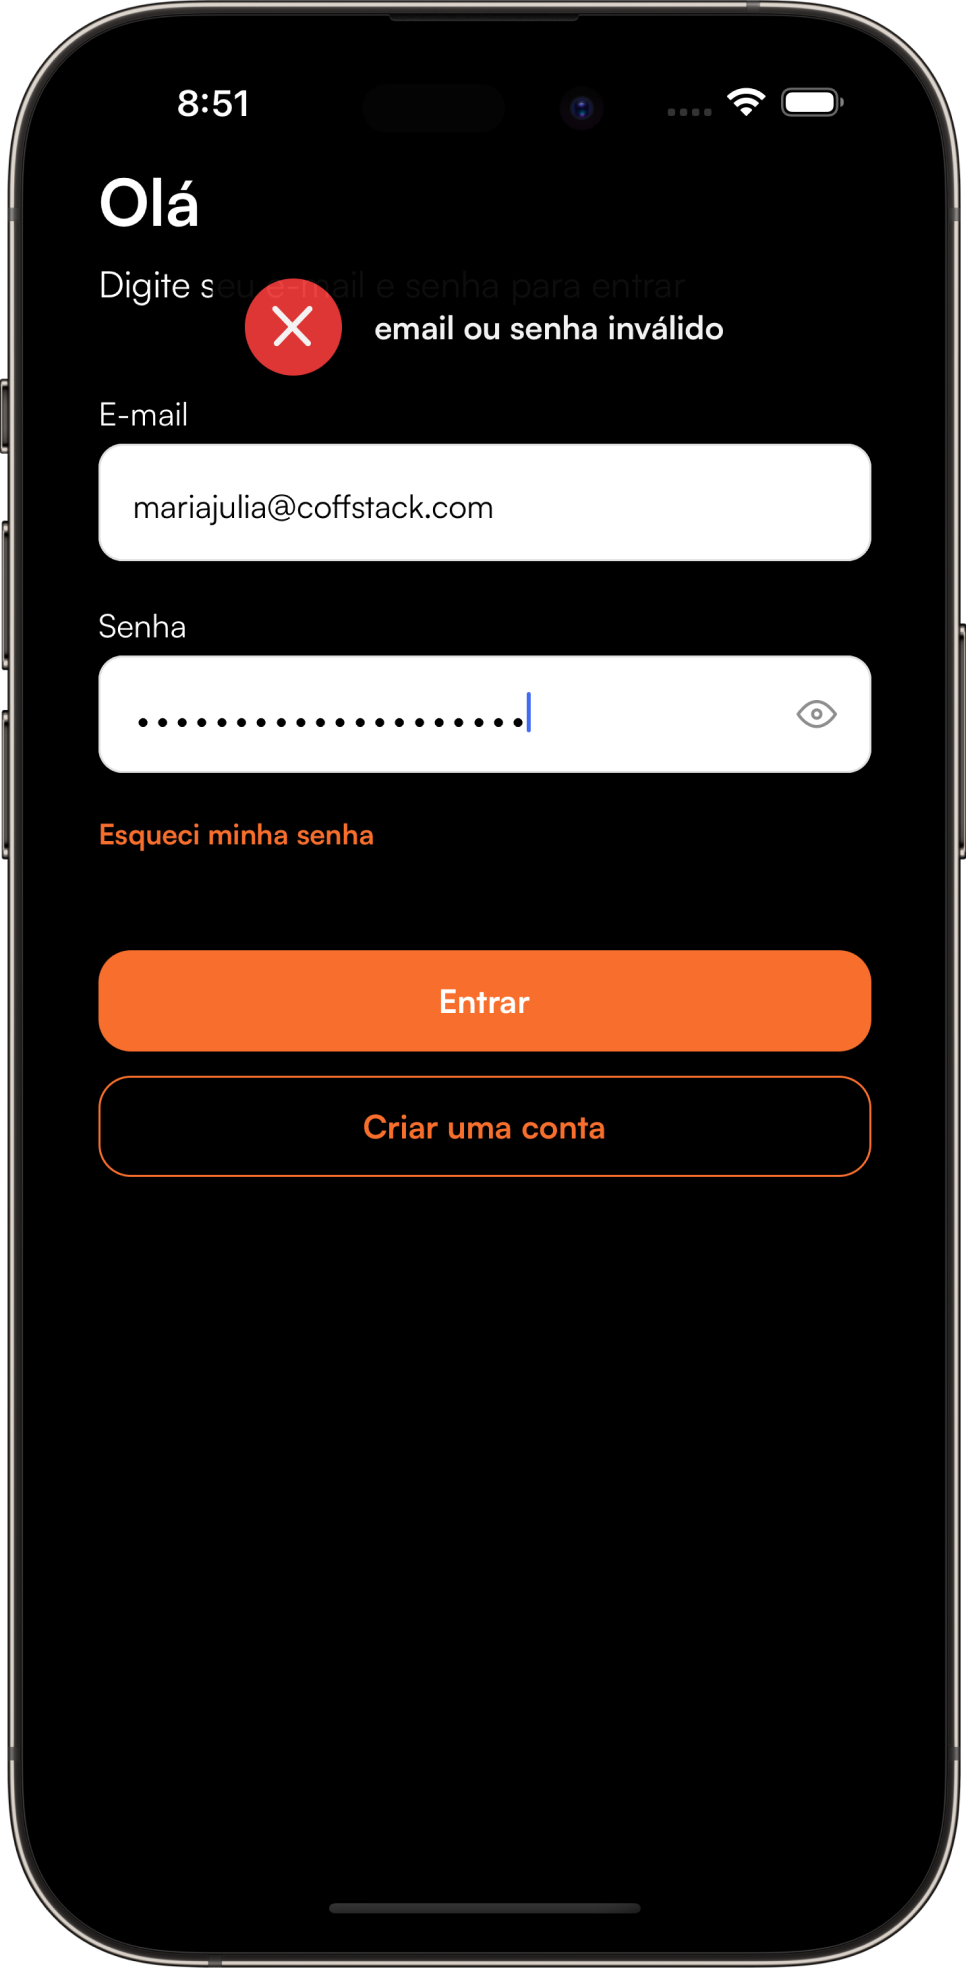 8:51
Olá
Digite seu e-mail e senha para entrar
email ou senha inválido
E-mail
mariajulia@coffstack.com
Senha
Esqueci minha senha
Entrar
Criar uma conta